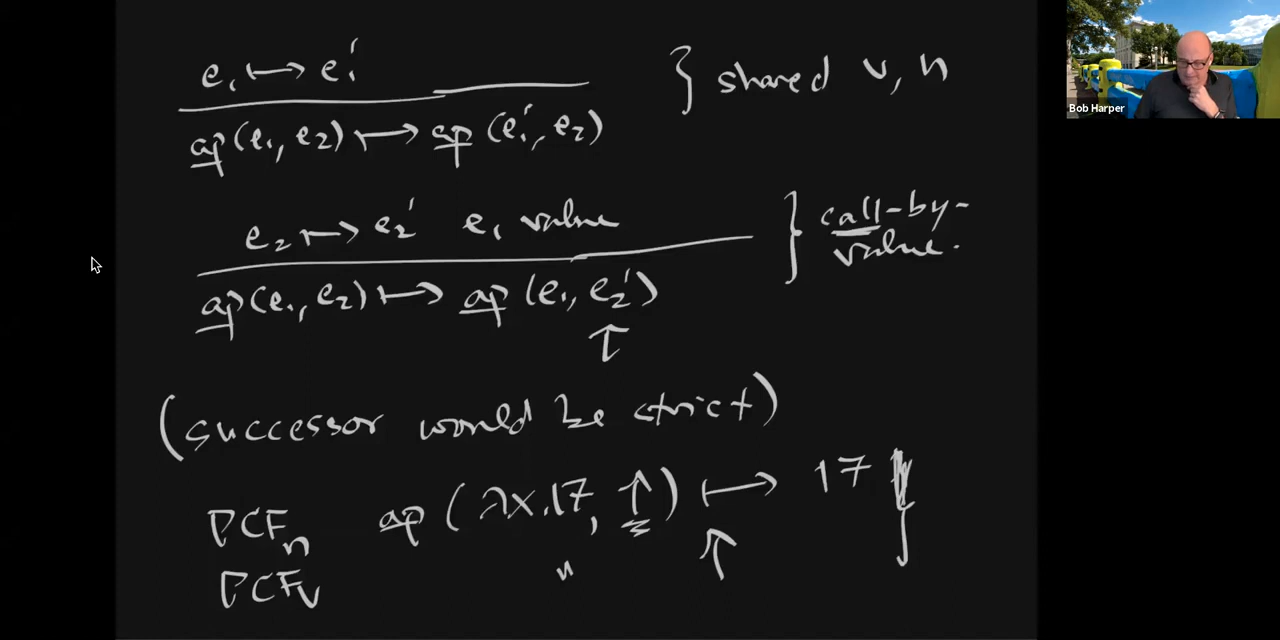 e₁ ↦ e₁′ } shared v, n
ap(e₁, e₂) ↦ ap(e₁′, e₂)
e₂ ↦ e₂′ e₁ value } call-by-
value.
ap(e₁, e₂) ↦ ap(e₁, e₂′)
↑
(successor would be strict)
PCFₙ ap(λx.17, ↑) ↦ 17
n ↑
PCFᵥ
Bob Harper